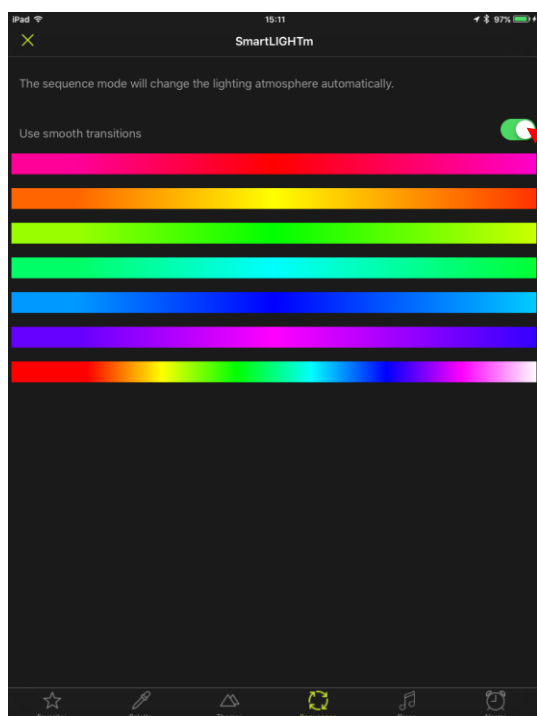 iPad 15:11 97%
SmartLIGHTm
The sequence mode will change the lighting atmosphere automatically.
Use smooth transitions